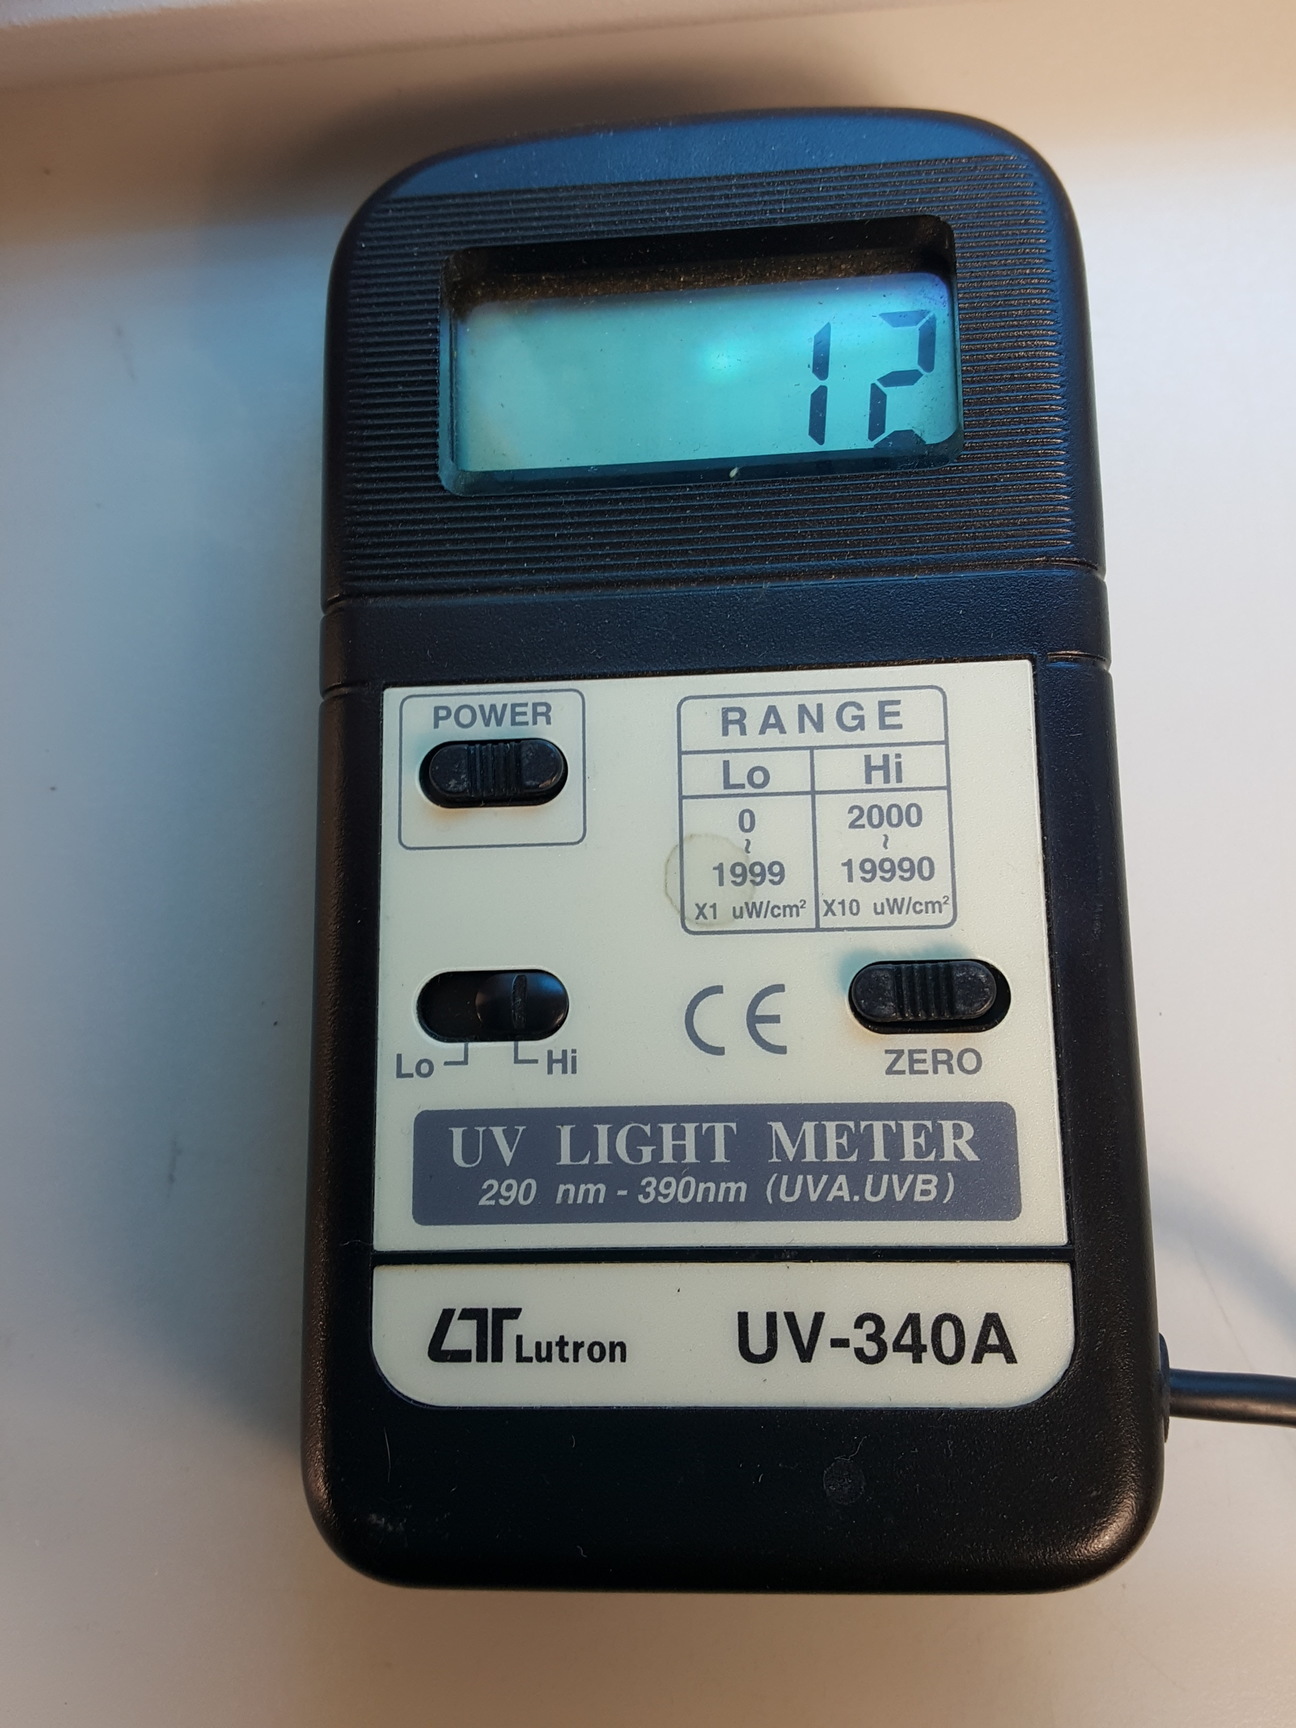 12
POWER
RANGE
Lo Hi
0 2000
~ ~
1999 19990
X1 uW/cm² X10 uW/cm²
Lo Hi
CE
ZERO
UV LIGHT METER
290 nm - 390nm (UVA.UVB)
LT Lutron UV-340A